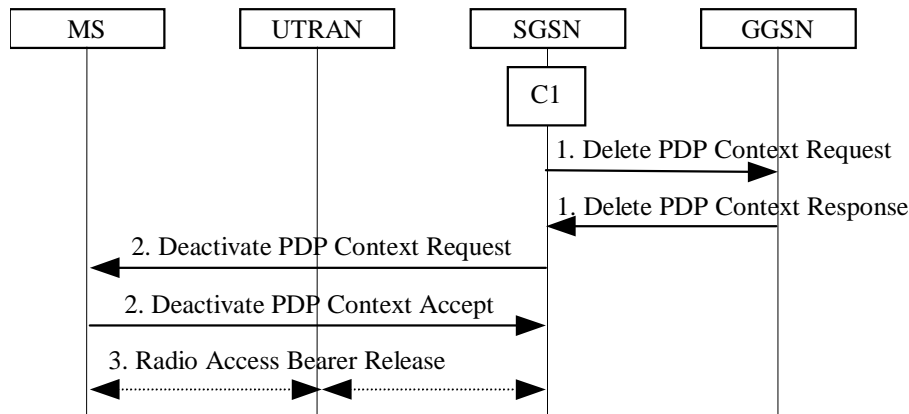 MS
UTRAN
SGSN
GGSN
C1
1. Delete PDP Context Request
1. Delete PDP Context Response
2. Deactivate PDP Context Request
2. Deactivate PDP Context Accept
3. Radio Access Bearer Release